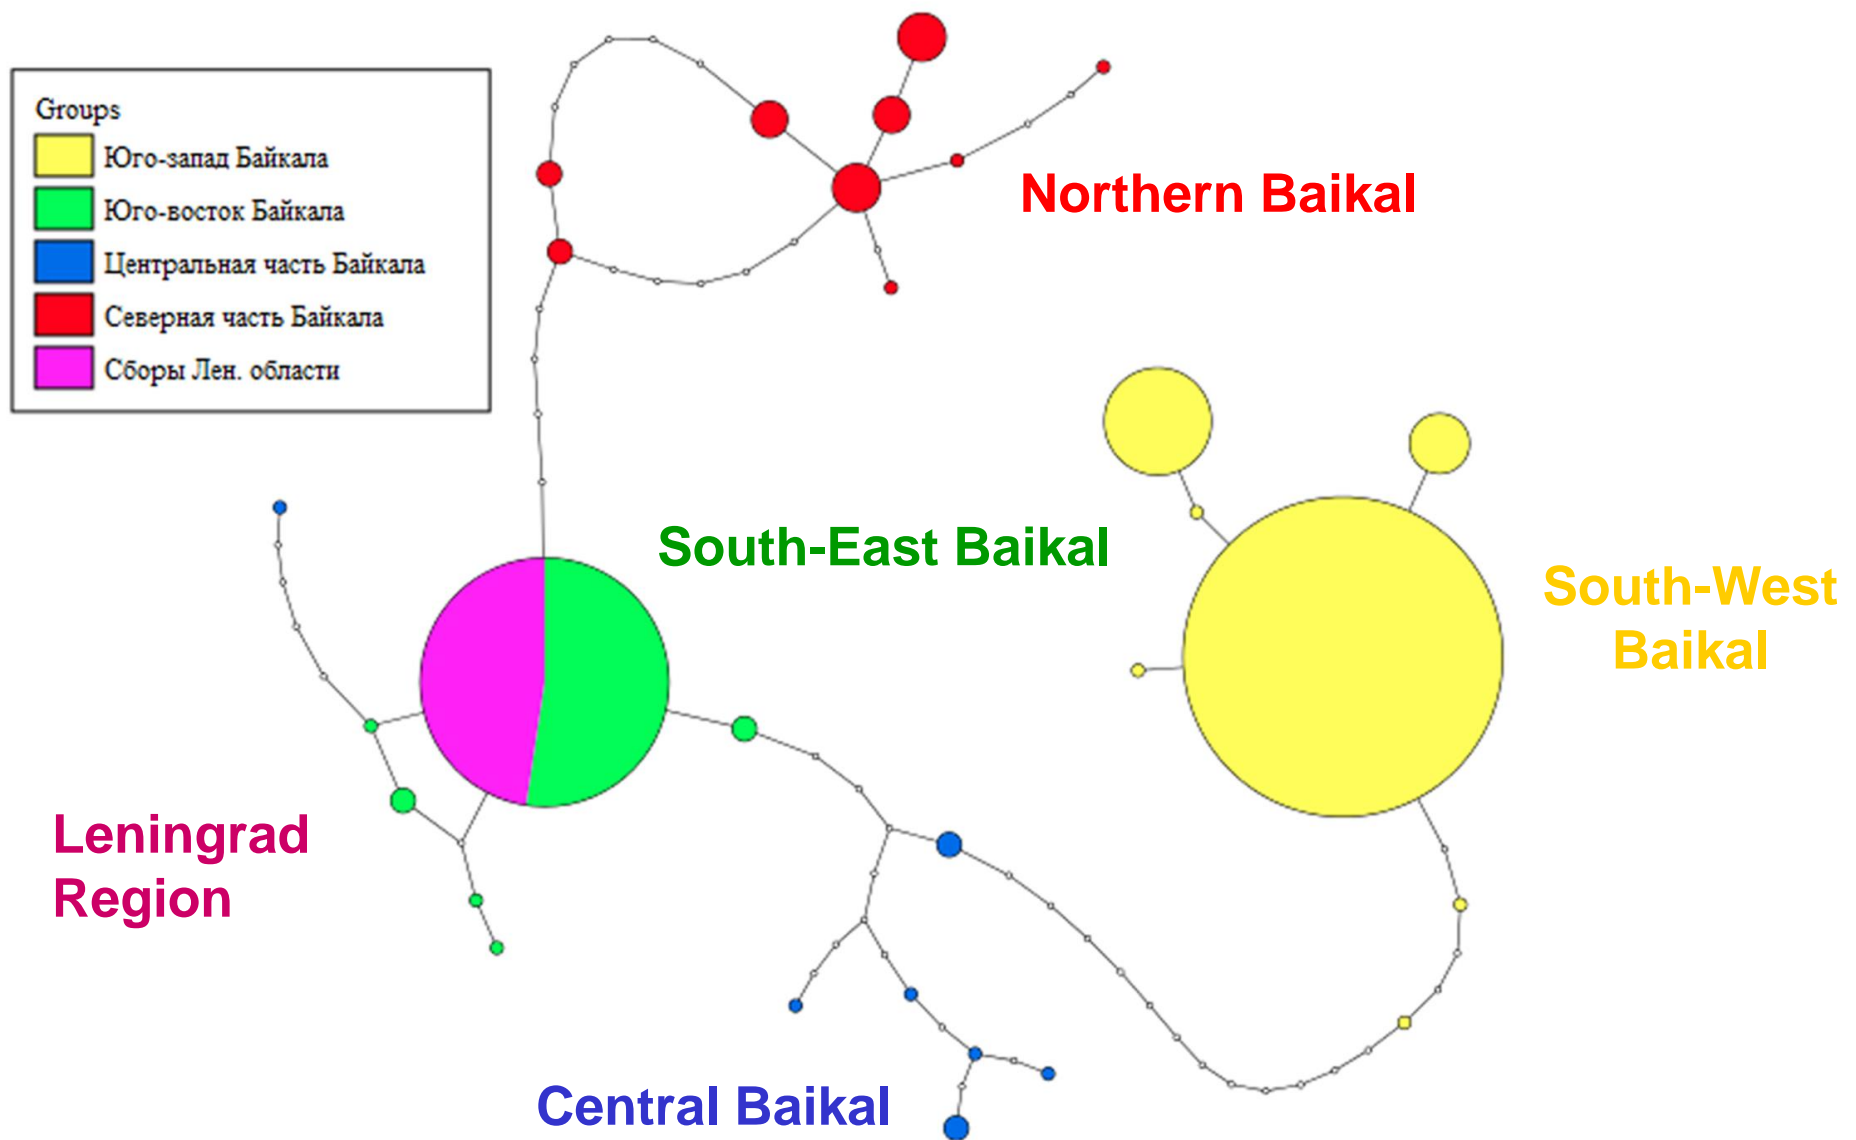 Groups
Юго-запад Байкала
Юго-восток Байкала
Центральная часть Байкала
Северная часть Байкала
Сборы Лен. области
Northern Baikal
South-East Baikal
South-West
Baikal
Leningrad
Region
Central Baikal